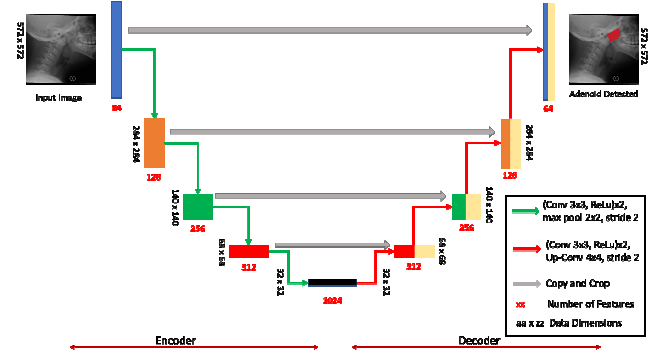 572 x 572
572 x 572
Input Image
Adenoid Detected
64
64
284 x 284
284 x 284
128
128
140 x 140
140 x 140
256
256
68 x 68
68 x 68
512
512
32 x 32
32 x 32
1024
(Conv 3x3, ReLu)x2,
max pool 2x2, stride 2
(Conv 3x3, ReLu)x2,
Up-Conv 4x4, stride 2
Copy and Crop
xx Number of Features
aa x zz Data Dimensions
Encoder
Decoder